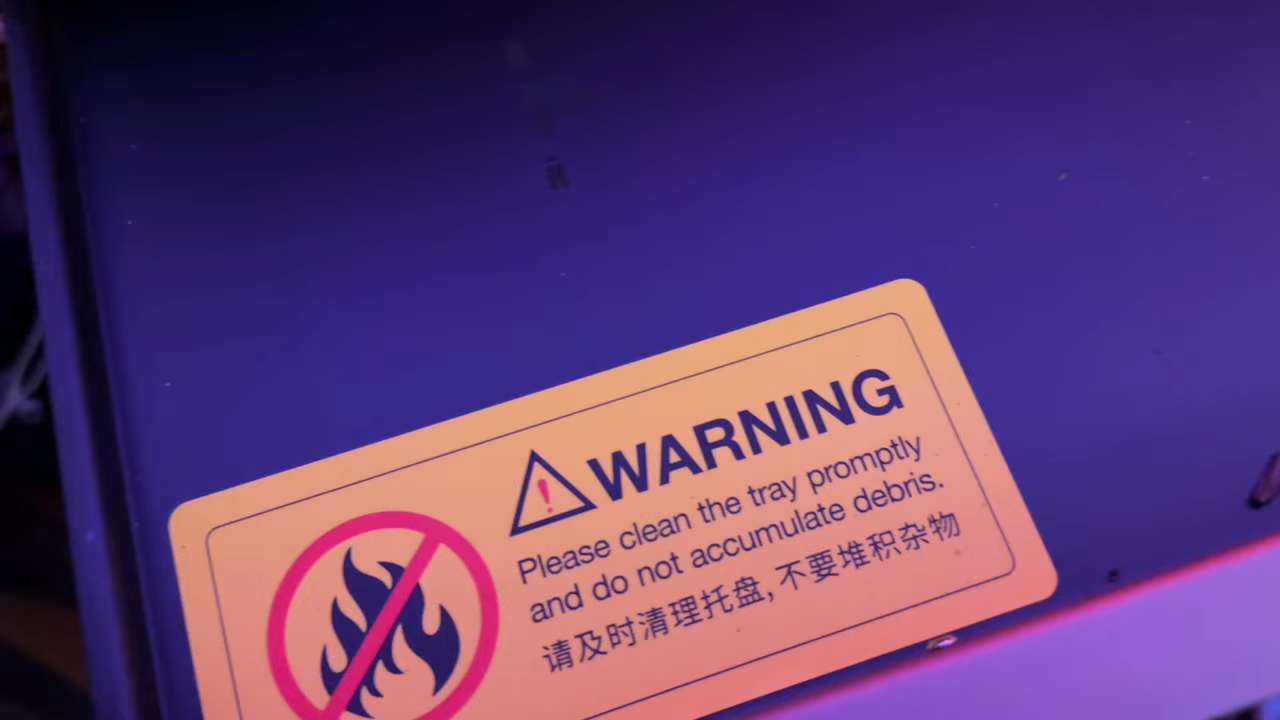 WARNING
Please clean the tray promptly
and do not accumulate debris.
请及时清理托盘,不要堆积杂物